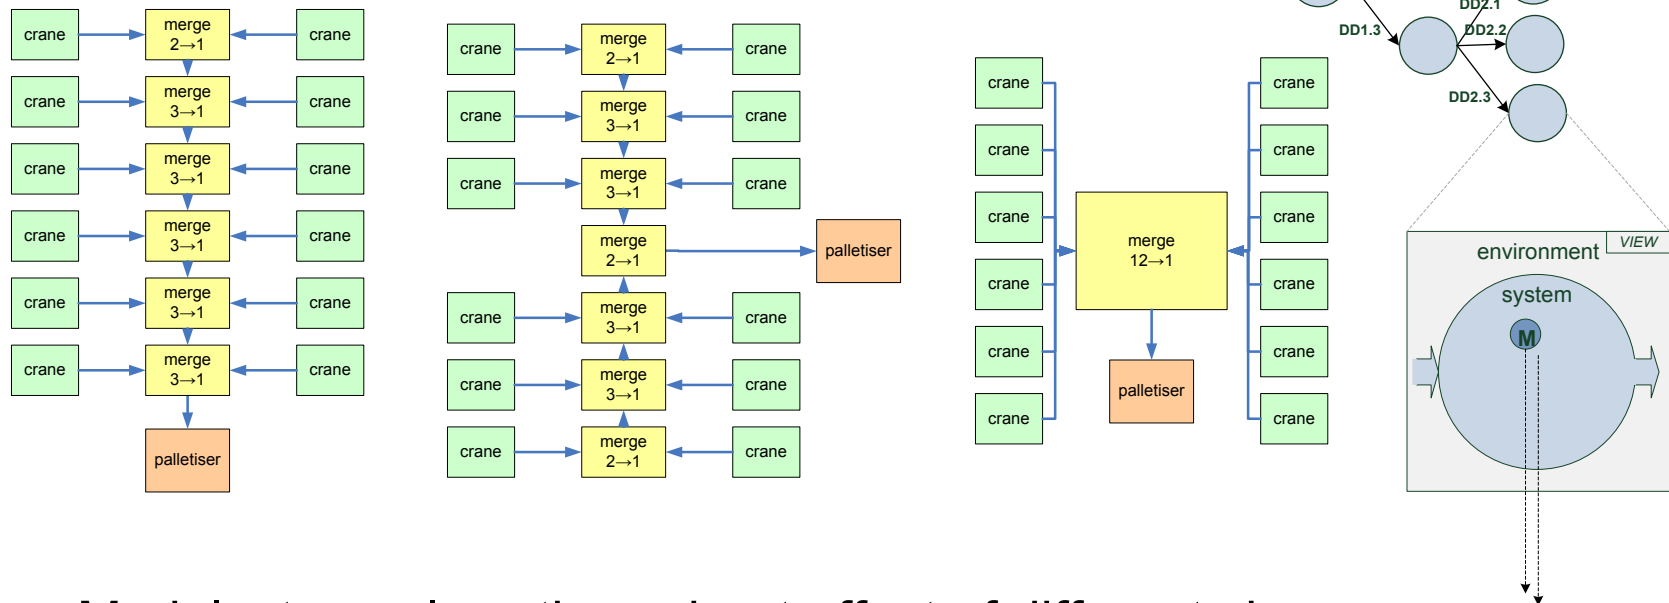 crane
merge
2→1
crane
crane
merge
3→1
crane
crane
merge
3→1
crane
crane
merge
3→1
crane
crane
merge
3→1
crane
crane
merge
3→1
crane
palletiser
crane
merge
2→1
crane
crane
merge
3→1
crane
crane
merge
3→1
crane
merge
2→1
palletiser
crane
merge
3→1
crane
crane
merge
3→1
crane
crane
merge
2→1
crane
crane
crane
crane
crane
crane
crane
merge
12→1
palletiser
crane
crane
crane
crane
crane
crane
DD2.1
DD1.3
DD2.2
DD2.3
VIEW
environment
system
M